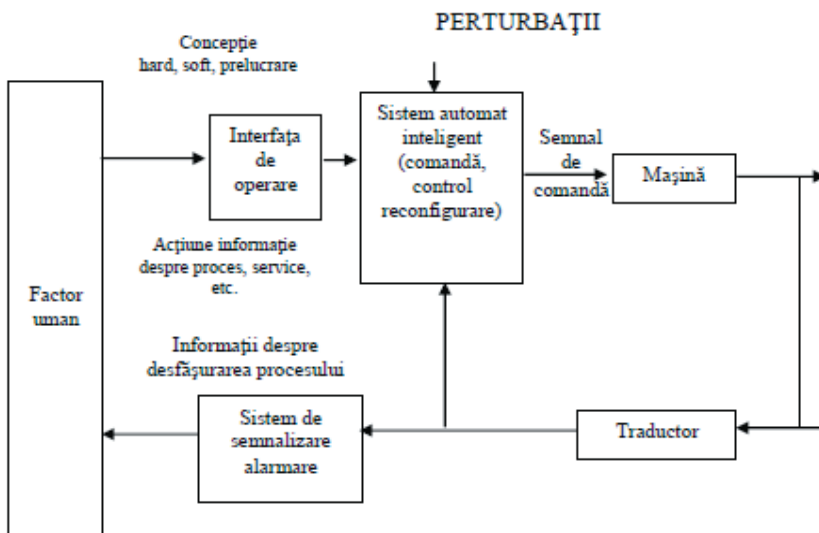 PERTURBAŢII
Concepţie
hard, soft, prelucrare
Interfaţa
de
operare
Sistem automat
inteligent
(comandă,
control
reconfigurare)
Semnal
de
comandă
Maşină
Acţiune informaţie
despre proces, service,
etc.
Factor
uman
Informaţii despre
desfăşurarea procesului
Sistem de
semnalizare
alarmare
Traductor